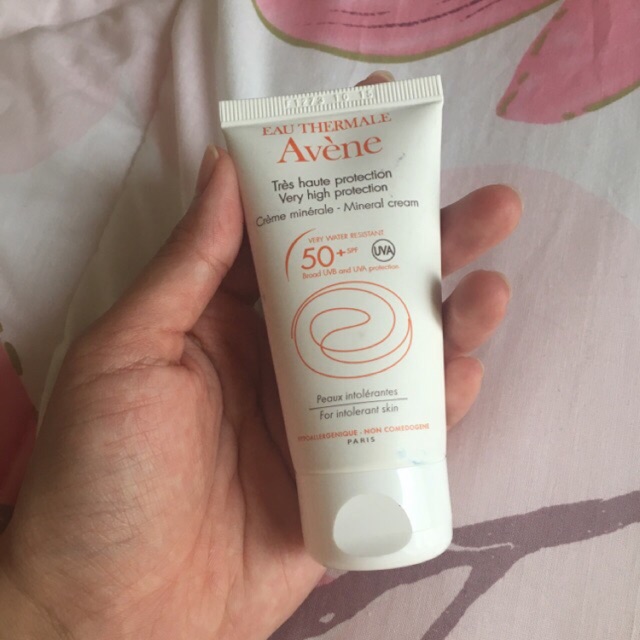 EAU THERMALE
Avène
Très haute protection
Very high protection
Crème minérale - Mineral cream
VERY WATER RESISTANT
50+ SPF UVA
Broad UVB and UVA protection
Peaux intolérantes
For intolerant skin
HYPOALLERGENIQUE - NON COMEDOGENE
PARIS